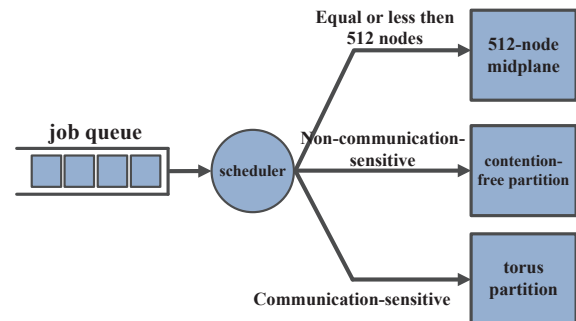 Equal or less then
512 nodes
512-node
midplane
job queue
scheduler
Non-communication-
sensitive
contention-
free partition
Communication-sensitive
torus
partition